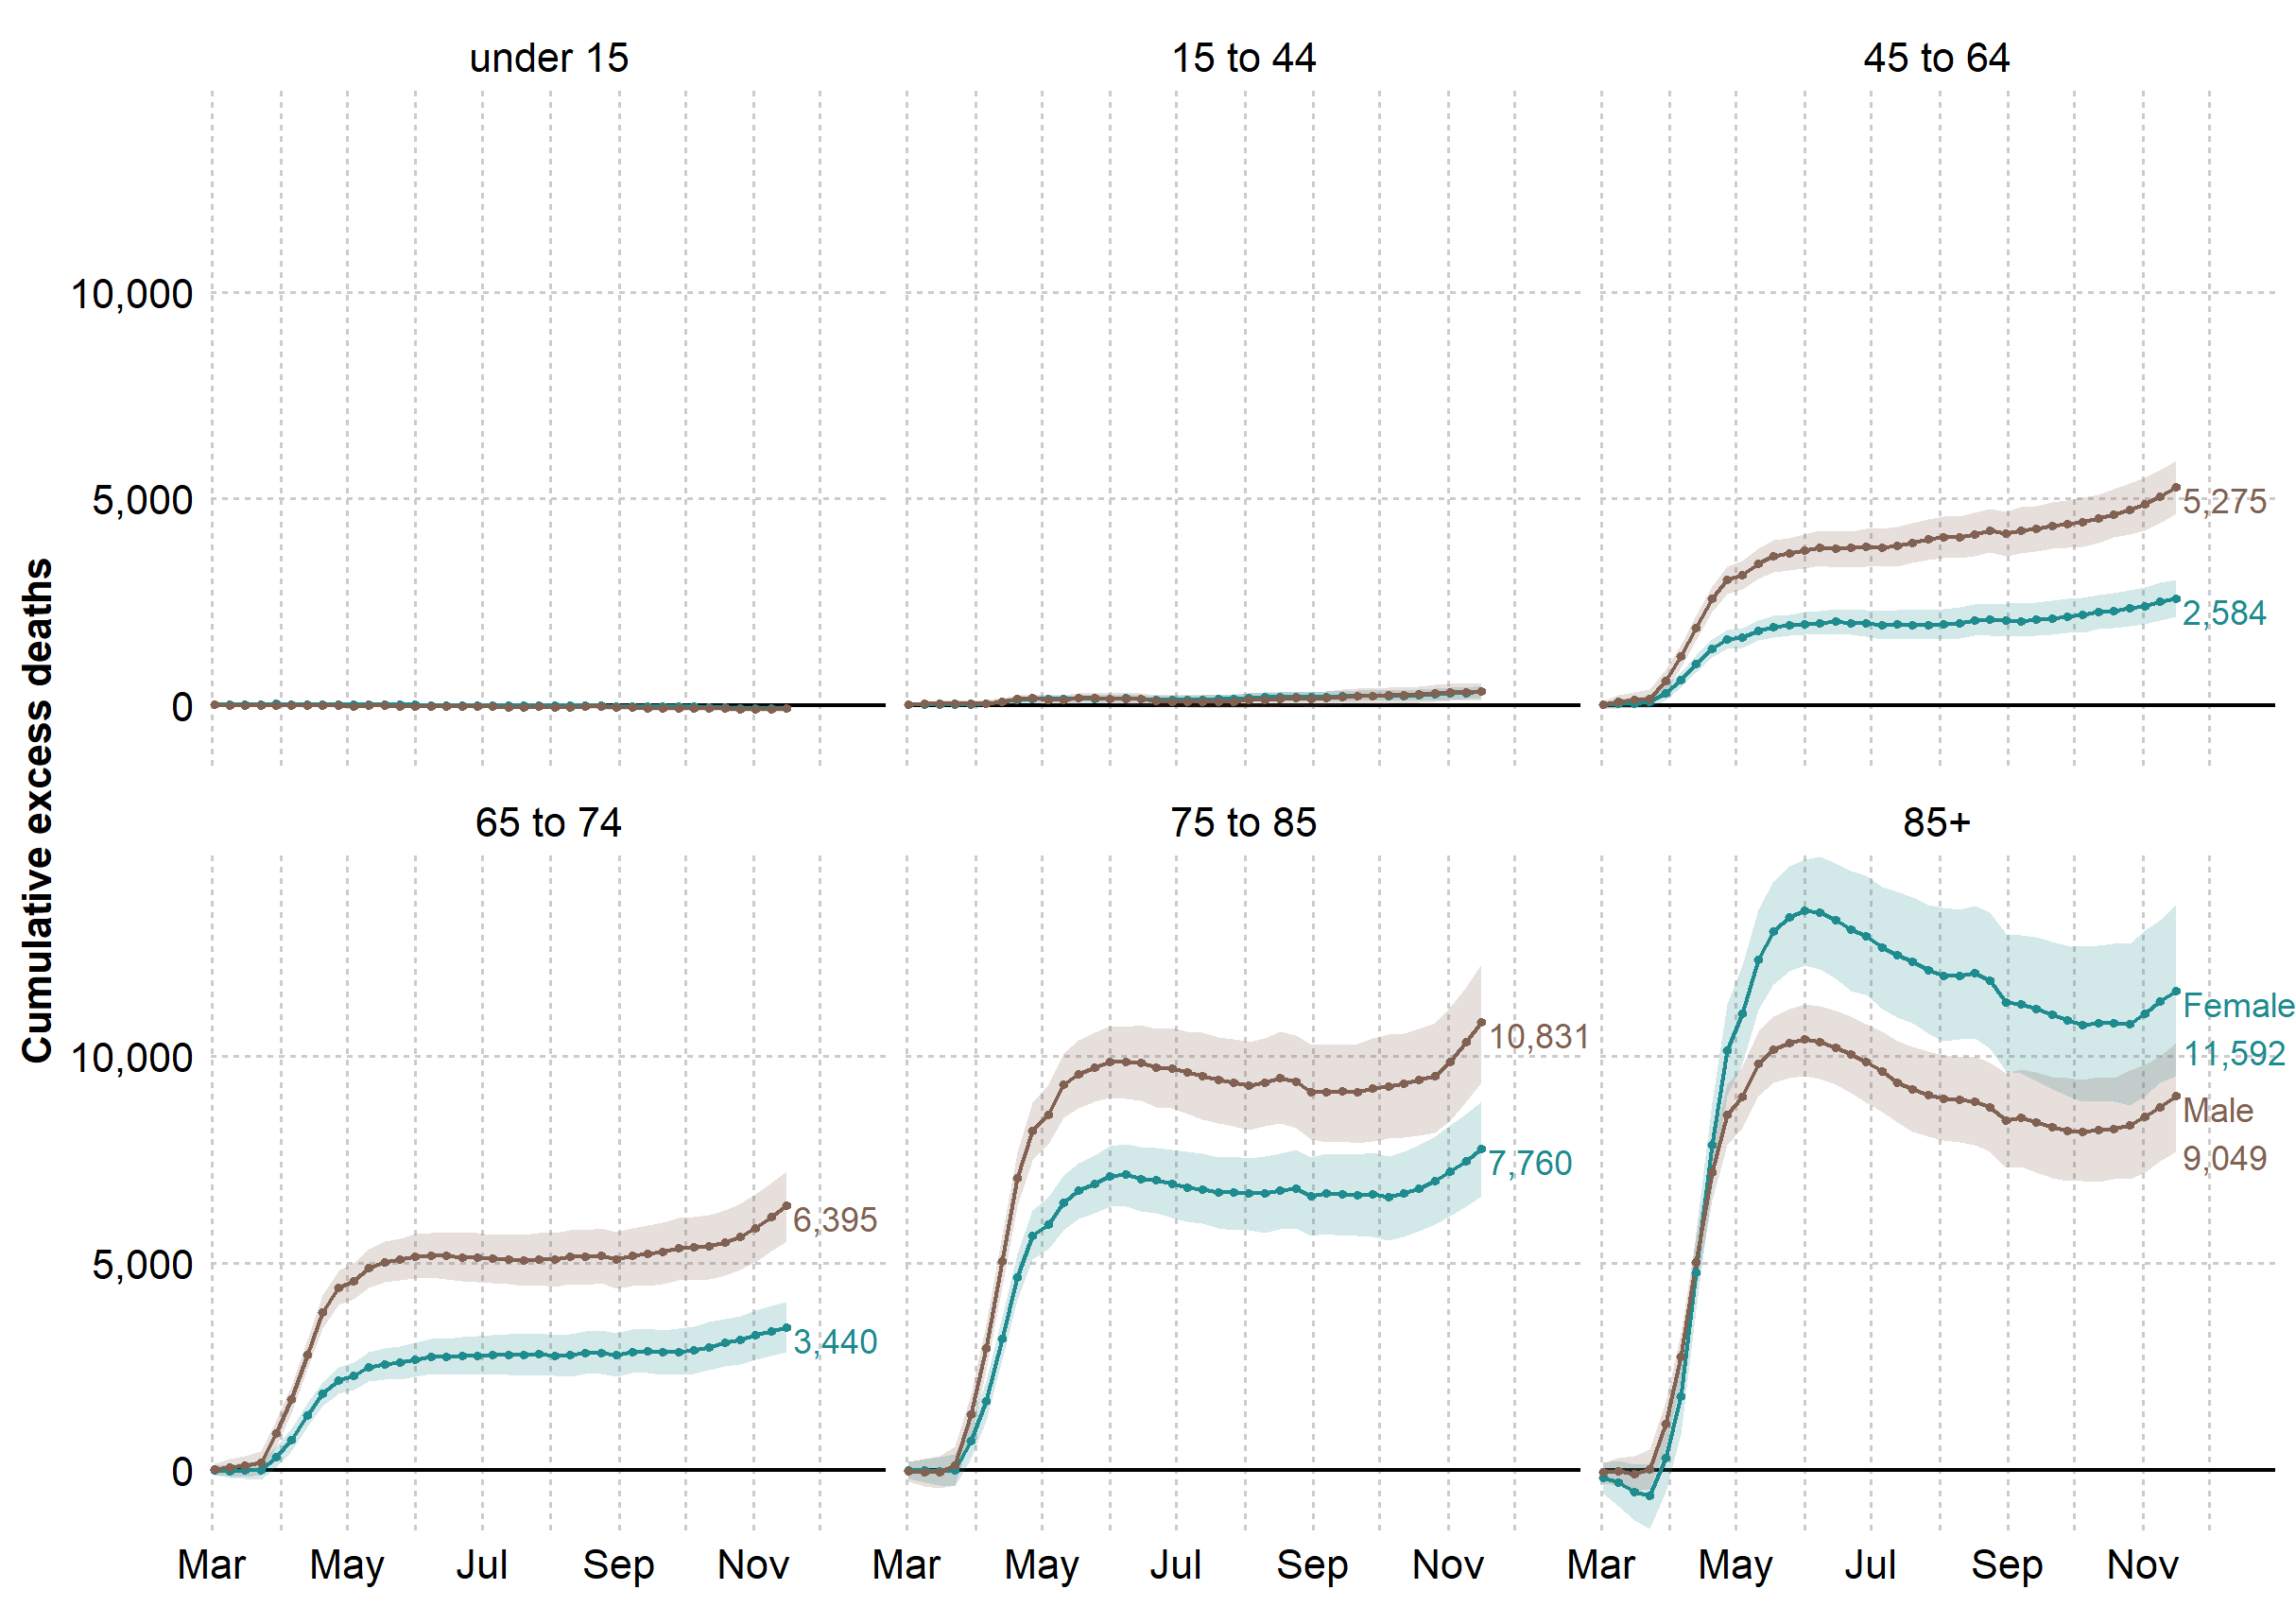 under 15
15 to 44
45 to 64
Cumulative excess deaths
10,000
5,000
0
5,275
2,584
65 to 74
75 to 85
85+
10,000
5,000
0
6,395
3,440
10,831
7,760
Female
11,592
Male
9,049
Mar May Jul Sep Nov
Mar May Jul Sep Nov
Mar May Jul Sep Nov